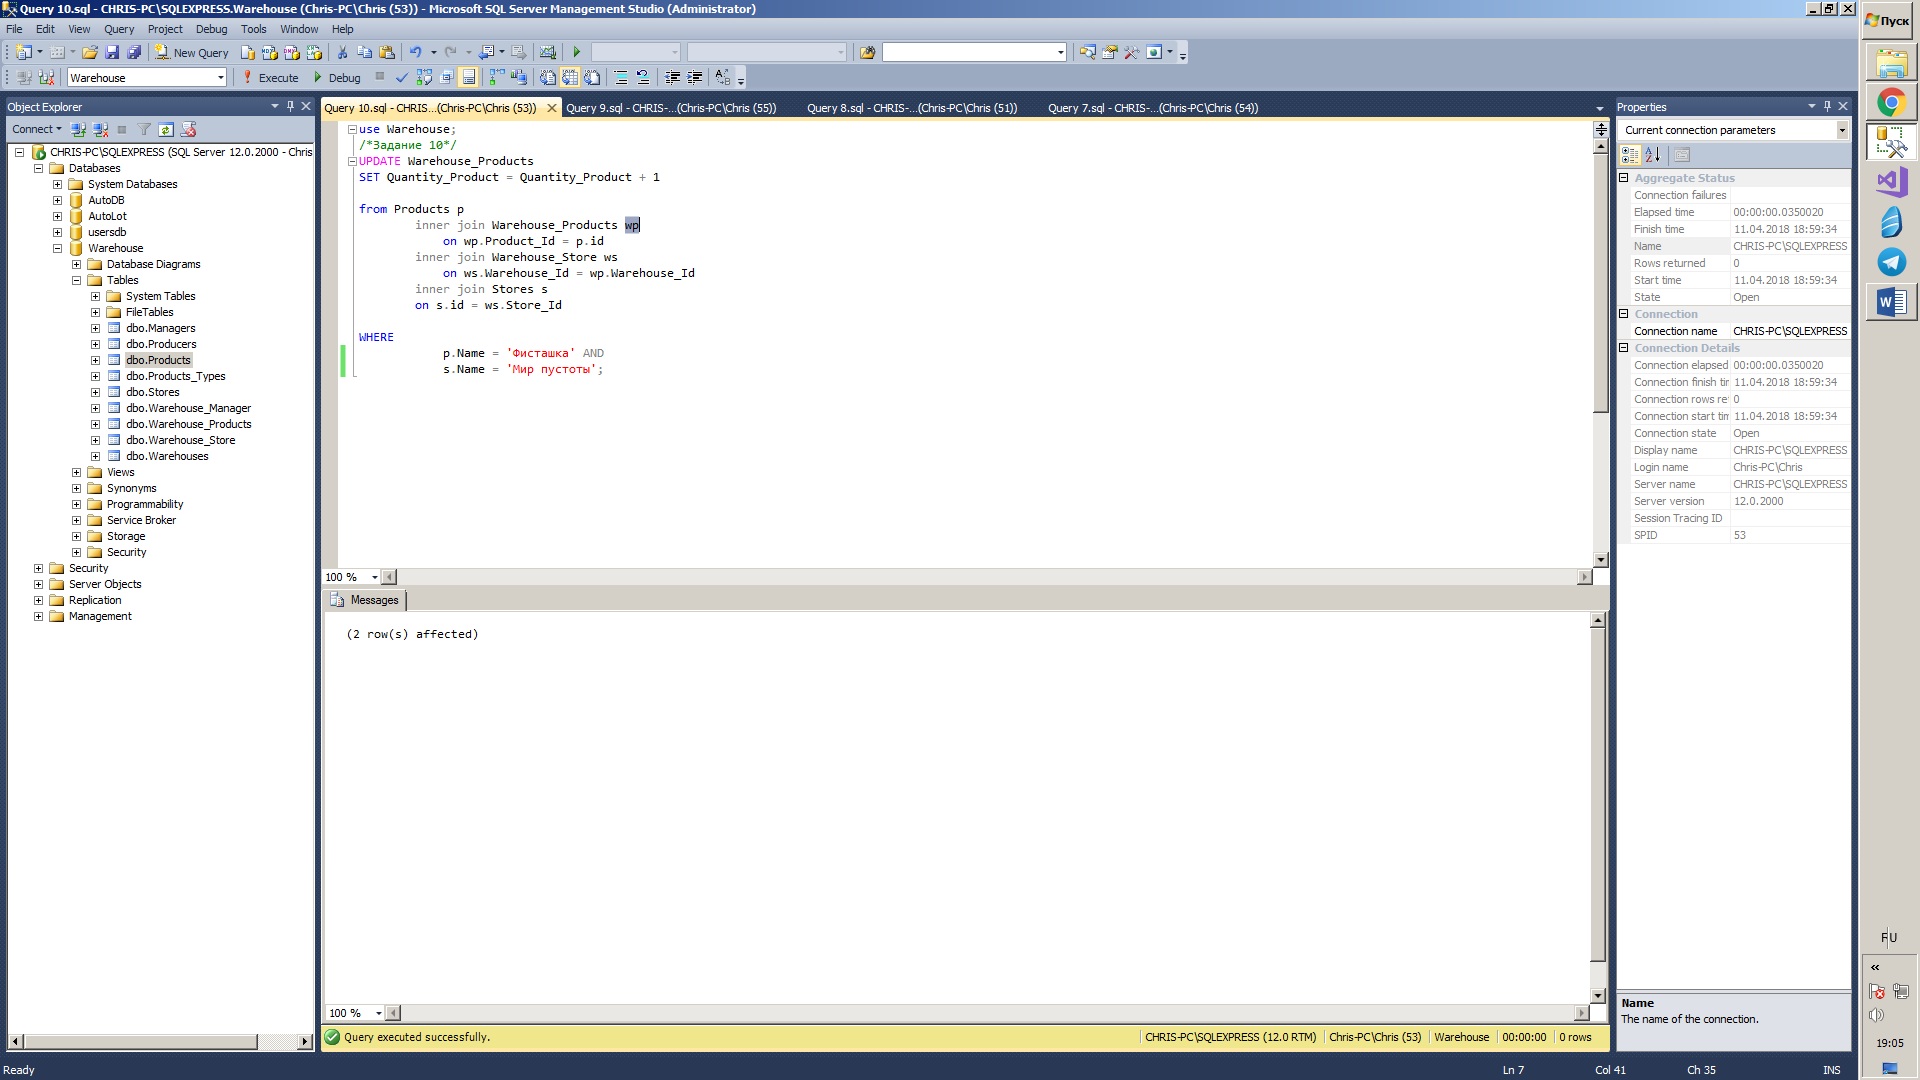 Query 10.sql - CHRIS-PC\SQLEXPRESS.Warehouse (Chris-PC\Chris (53)) - Microsoft SQL Server Management Studio (Administrator)
File Edit View Query Project Debug Tools Window Help
New Query
Warehouse Execute Debug
Object Explorer
Connect
CHRIS-PC\SQLEXPRESS (SQL Server 12.0.2000 - Chris
Databases
System Databases
AutoDB
AutoLot
usersdb
Warehouse
Database Diagrams
Tables
System Tables
FileTables
dbo.Managers
dbo.Producers
dbo.Products
dbo.Products_Types
dbo.Stores
dbo.Warehouse_Manager
dbo.Warehouse_Products
dbo.Warehouse_Store
dbo.Warehouses
Views
Synonyms
Programmability
Service Broker
Storage
Security
Security
Server Objects
Replication
Management
Query 10.sql - CHRIS...(Chris-PC\Chris (53)) Query 9.sql - CHRIS-...(Chris-PC\Chris (55)) Query 8.sql - CHRIS-...(Chris-PC\Chris (51)) Query 7.sql - CHRIS-...(Chris-PC\Chris (54))
use Warehouse;
/*Задание 10*/
UPDATE Warehouse_Products
SET Quantity_Product = Quantity_Product + 1
from Products p
inner join Warehouse_Products wp
on wp.Product_Id = p.id
inner join Warehouse_Store ws
on ws.Warehouse_Id = wp.Warehouse_Id
inner join Stores s
on s.id = ws.Store_Id
WHERE
p.Name = 'Фисташка' AND
s.Name = 'Мир пустоты';
100 %
Messages
(2 row(s) affected)
100 %
Query executed successfully. CHRIS-PC\SQLEXPRESS (12.0 RTM) Chris-PC\Chris (53) Warehouse 00:00:00 0 rows
Properties
Current connection parameters
Aggregate Status
Connection failures
Elapsed time 00:00:00.0350020
Finish time 11.04.2018 18:59:34
Name CHRIS-PC\SQLEXPRESS
Rows returned 0
Start time 11.04.2018 18:59:34
State Open
Connection
Connection name CHRIS-PC\SQLEXPRESS
Connection Details
Connection elapsed 00:00:00.0350020
Connection finish tir 11.04.2018 18:59:34
Connection rows re 0
Connection start tim 11.04.2018 18:59:34
Connection state Open
Display name CHRIS-PC\SQLEXPRESS
Login name Chris-PC\Chris
Server name CHRIS-PC\SQLEXPRESS
Server version 12.0.2000
Session Tracing ID
SPID 53
Name
The name of the connection.
Ready Ln 7 Col 41 Ch 35 INS
Пуск
RU
19:05